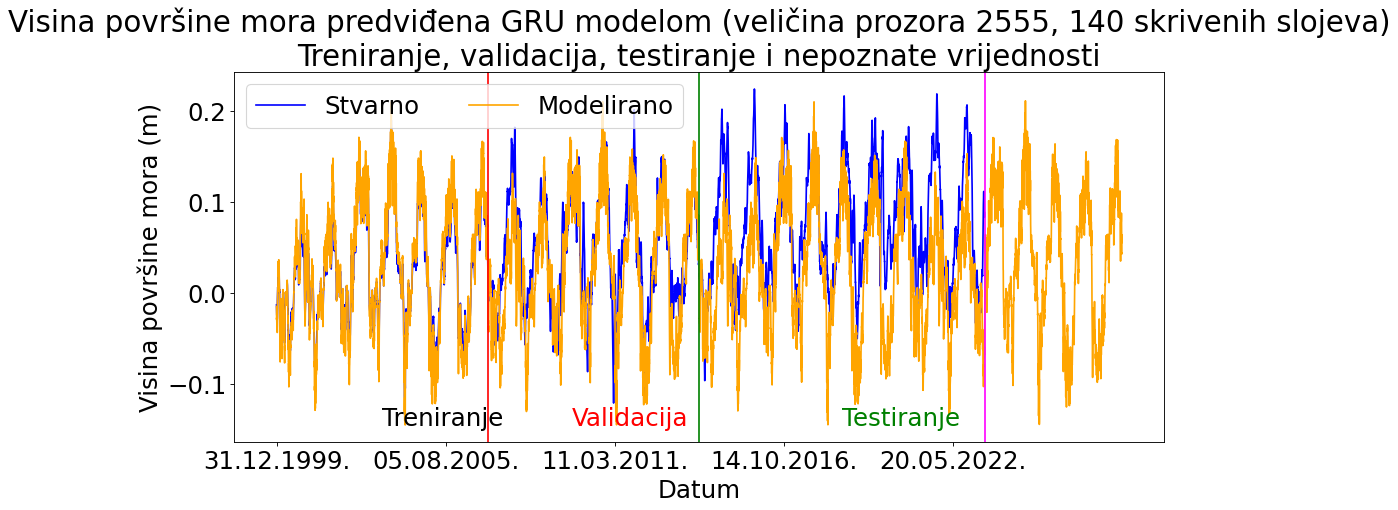 Visina površine mora predviđena GRU modelom (veličina prozora 2555, 140 skrivenih slojeva)
Treniranje, validacija, testiranje i nepoznate vrijednosti
Stvarno
Modelirano
0.2
0.1
0.0
−0.1
Visina površine mora (m)
Treniranje
Validacija
Testiranje
31.12.1999.
05.08.2005.
11.03.2011.
14.10.2016.
20.05.2022.
Datum